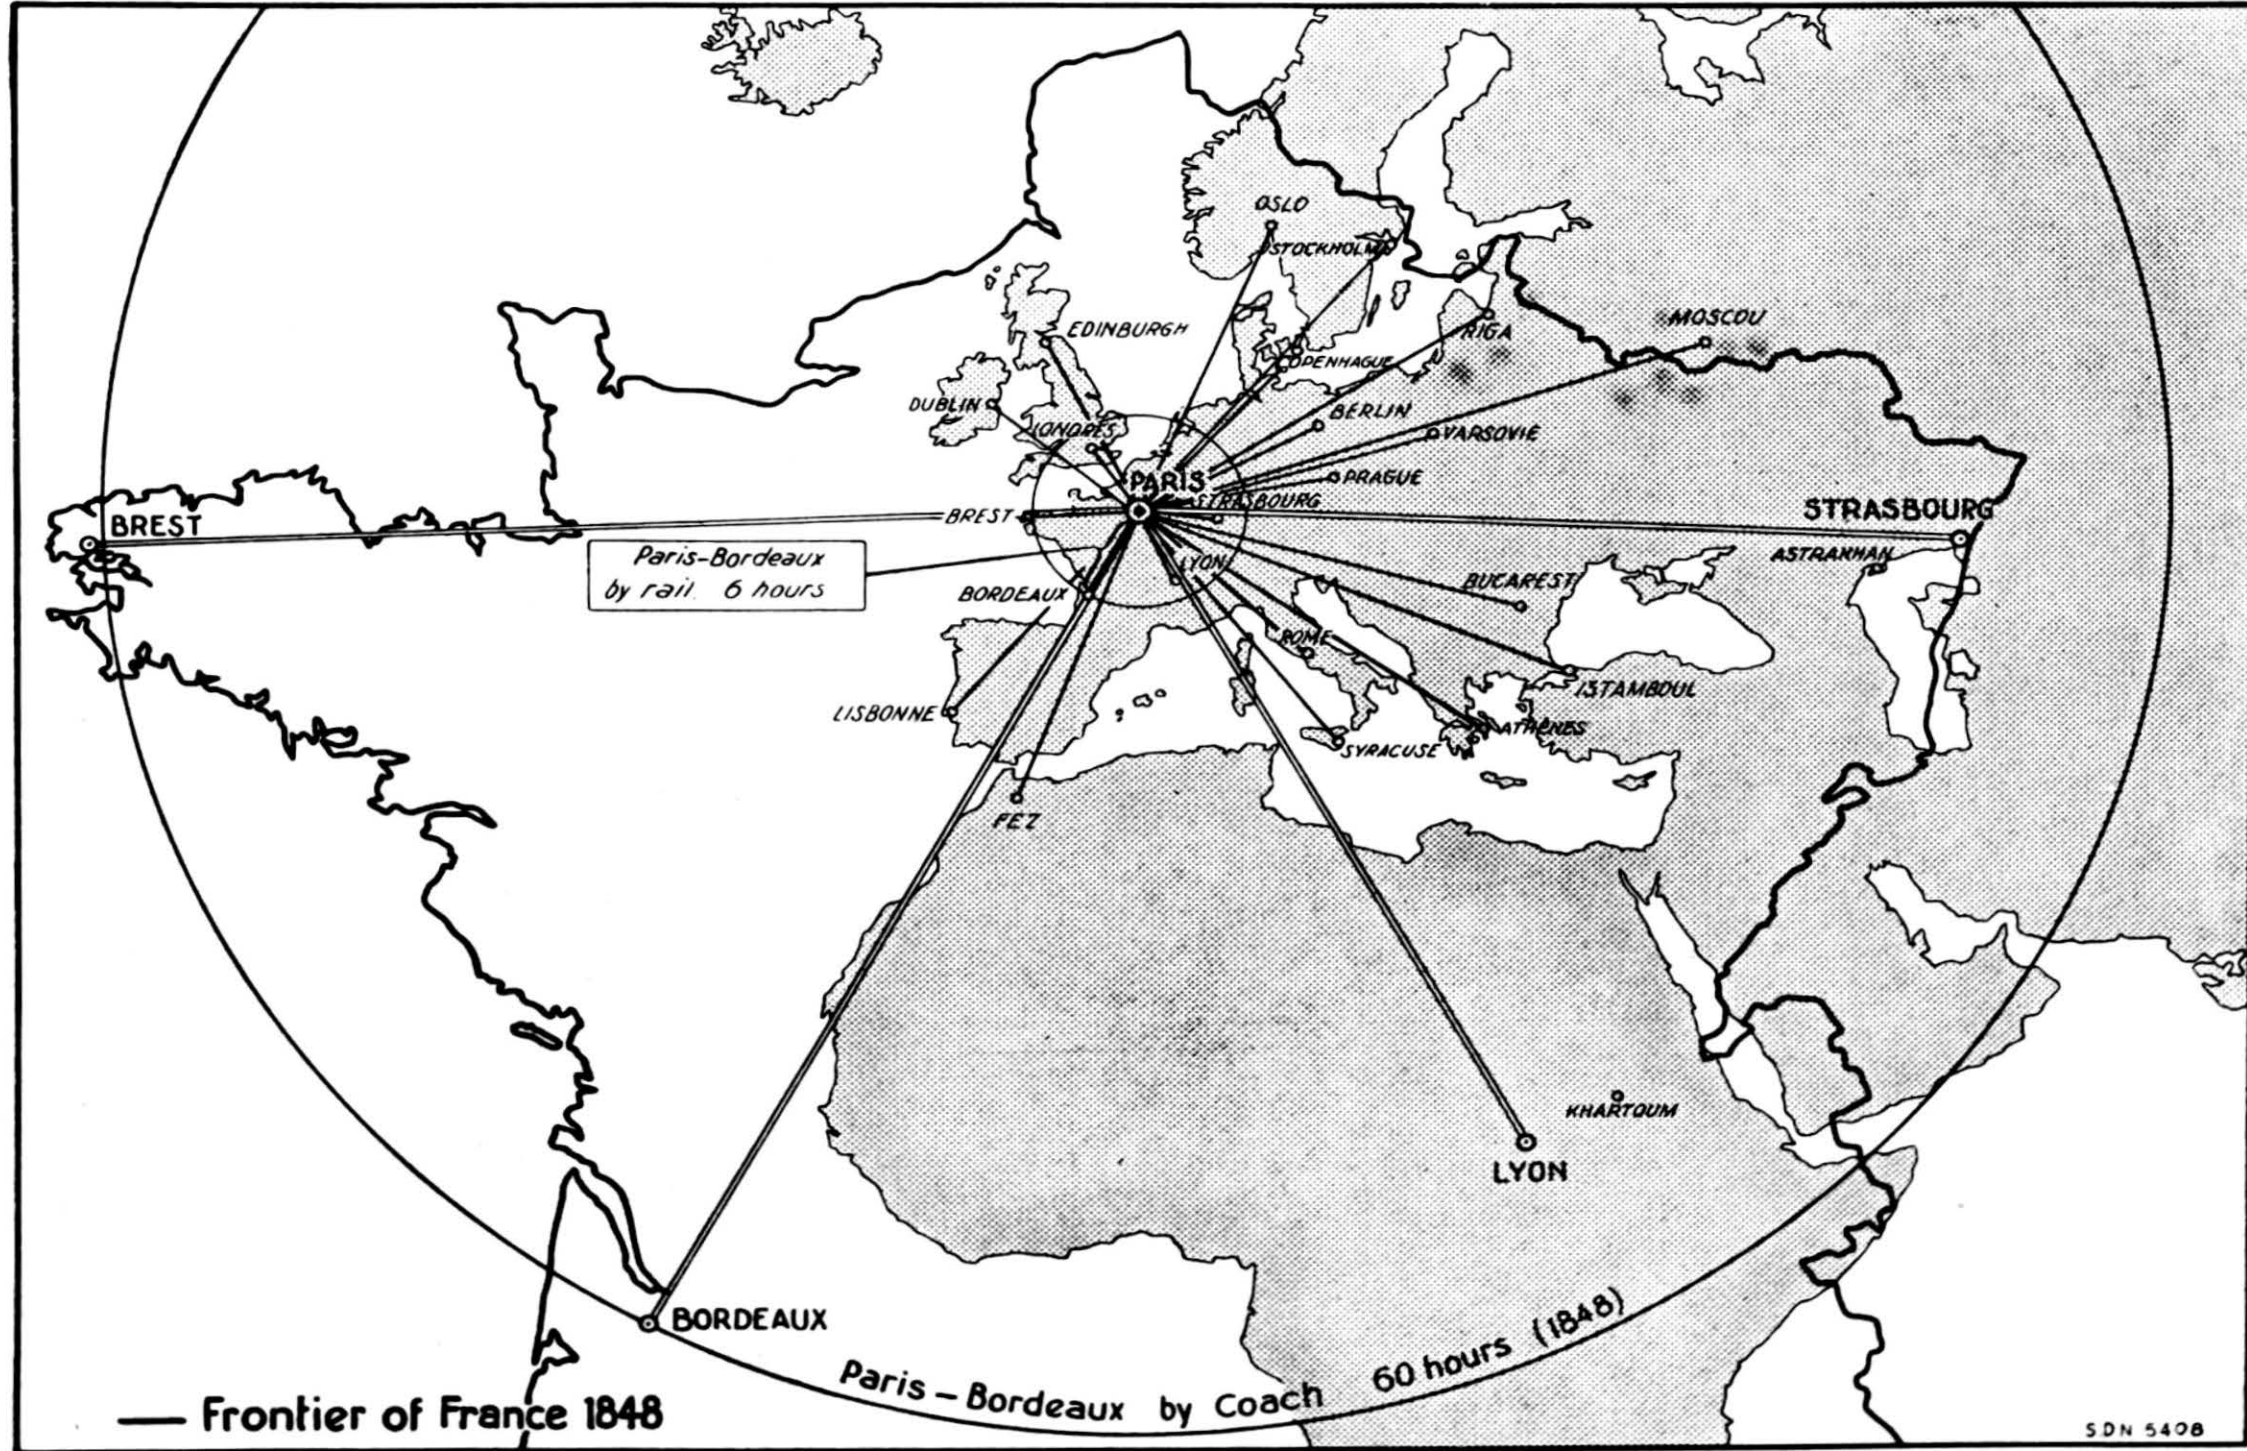 OSLO
STOCKHOLM
EDINBURGH
RIGA
MOSCOU
COPENHAGUE
DUBLIN
LONDRES
BERLIN
VARSOVIE
PARIS
PRAGUE
STRASBOURG
BREST
BREST
STRASBOURG
Paris-Bordeaux
by rail. 6 hours
LYON
ASTRAKHAN
BORDEAUX
BUCAREST
ROME
ISTAMBOUL
LISBONNE
ATHÈNES
SYRACUSE
FEZ
KHARTOUM
LYON
BORDEAUX
Paris – Bordeaux by Coach 60 hours (1848)
Frontier of France 1848
SDN 5408